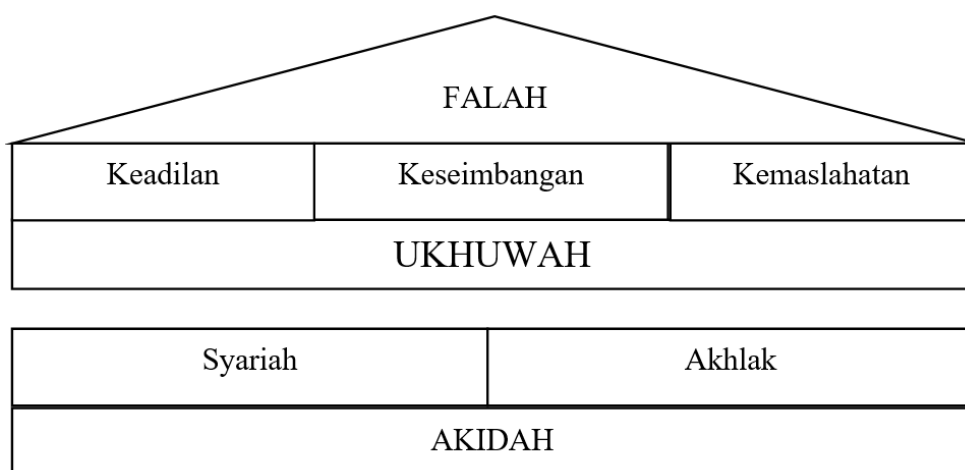 FALAH
Keadilan Keseimbangan Kemaslahatan
UKHUWAH
Syariah Akhlak
AKIDAH